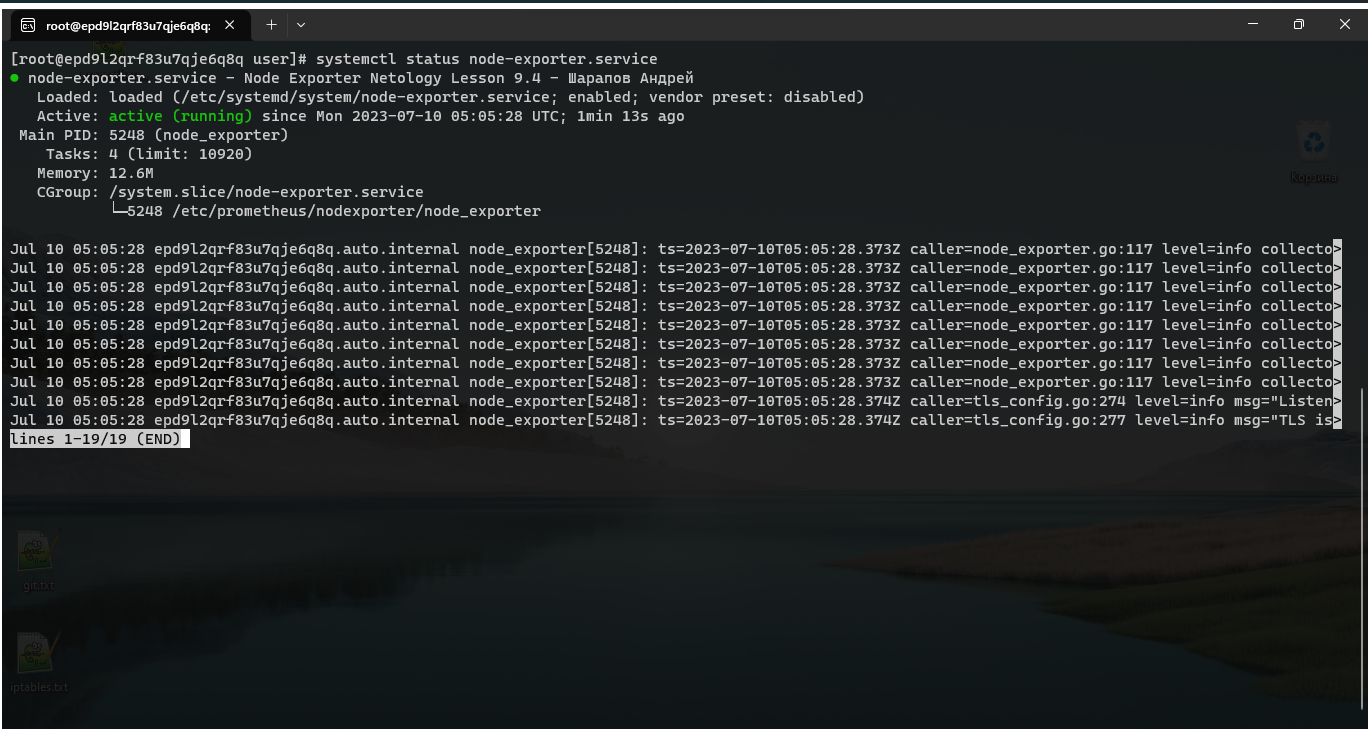 root@epd9l2qrf83u7qje6q8q:
[root@epd9l2qrf83u7qje6q8q user]# systemctl status node-exporter.service
● node-exporter.service - Node Exporter Netology Lesson 9.4 - Шарапов Андрей
Loaded: loaded (/etc/systemd/system/node-exporter.service; enabled; vendor preset: disabled)
Active: active (running) since Mon 2023-07-10 05:05:28 UTC; 1min 13s ago
Main PID: 5248 (node_exporter)
Tasks: 4 (limit: 10920)
Memory: 12.6M
CGroup: /system.slice/node-exporter.service
└─5248 /etc/prometheus/nodexporter/node_exporter
Jul 10 05:05:28 epd9l2qrf83u7qje6q8q.auto.internal node_exporter[5248]: ts=2023-07-10T05:05:28.373Z caller=node_exporter.go:117 level=info collecto>
Jul 10 05:05:28 epd9l2qrf83u7qje6q8q.auto.internal node_exporter[5248]: ts=2023-07-10T05:05:28.373Z caller=node_exporter.go:117 level=info collecto>
Jul 10 05:05:28 epd9l2qrf83u7qje6q8q.auto.internal node_exporter[5248]: ts=2023-07-10T05:05:28.373Z caller=node_exporter.go:117 level=info collecto>
Jul 10 05:05:28 epd9l2qrf83u7qje6q8q.auto.internal node_exporter[5248]: ts=2023-07-10T05:05:28.373Z caller=node_exporter.go:117 level=info collecto>
Jul 10 05:05:28 epd9l2qrf83u7qje6q8q.auto.internal node_exporter[5248]: ts=2023-07-10T05:05:28.373Z caller=node_exporter.go:117 level=info collecto>
Jul 10 05:05:28 epd9l2qrf83u7qje6q8q.auto.internal node_exporter[5248]: ts=2023-07-10T05:05:28.373Z caller=node_exporter.go:117 level=info collecto>
Jul 10 05:05:28 epd9l2qrf83u7qje6q8q.auto.internal node_exporter[5248]: ts=2023-07-10T05:05:28.373Z caller=node_exporter.go:117 level=info collecto>
Jul 10 05:05:28 epd9l2qrf83u7qje6q8q.auto.internal node_exporter[5248]: ts=2023-07-10T05:05:28.373Z caller=node_exporter.go:117 level=info collecto>
Jul 10 05:05:28 epd9l2qrf83u7qje6q8q.auto.internal node_exporter[5248]: ts=2023-07-10T05:05:28.374Z caller=tls_config.go:274 level=info msg="Listen>
Jul 10 05:05:28 epd9l2qrf83u7qje6q8q.auto.internal node_exporter[5248]: ts=2023-07-10T05:05:28.374Z caller=tls_config.go:277 level=info msg="TLS is>
lines 1-19/19 (END)
Корзина
git.txt
iptables.txt